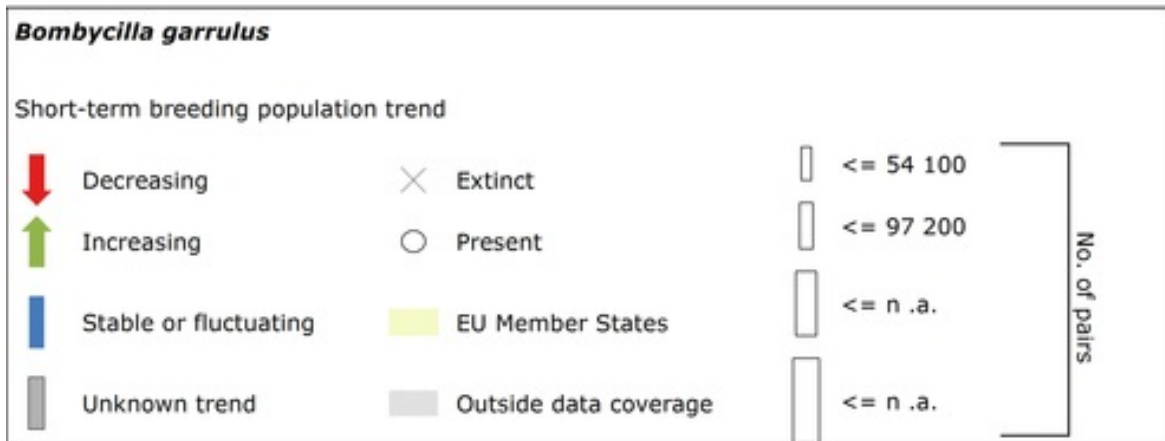 Bombycilla garrulus
Short-term breeding population trend
Decreasing
Increasing
Stable or fluctuating
Unknown trend
Extinct
Present
EU Member States
Outside data coverage
<= 54 100
<= 97 200
<= n .a.
<= n .a.
No. of pairs